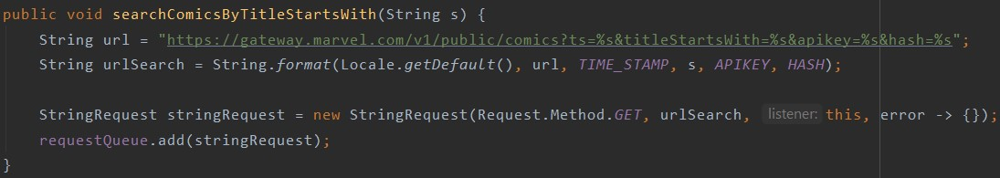 public void searchComicsByTitleStartsWith(String s) {
    String url = "https://gateway.marvel.com/v1/public/comics?ts=%s&titleStartsWith=%s&apikey=%s&hash=%s";
    String urlSearch = String.format(Locale.getDefault(), url, TIME_STAMP, s, APIKEY, HASH);

    StringRequest stringRequest = new StringRequest(Request.Method.GET, urlSearch, listener: this, error -> {});
    requestQueue.add(stringRequest);
}